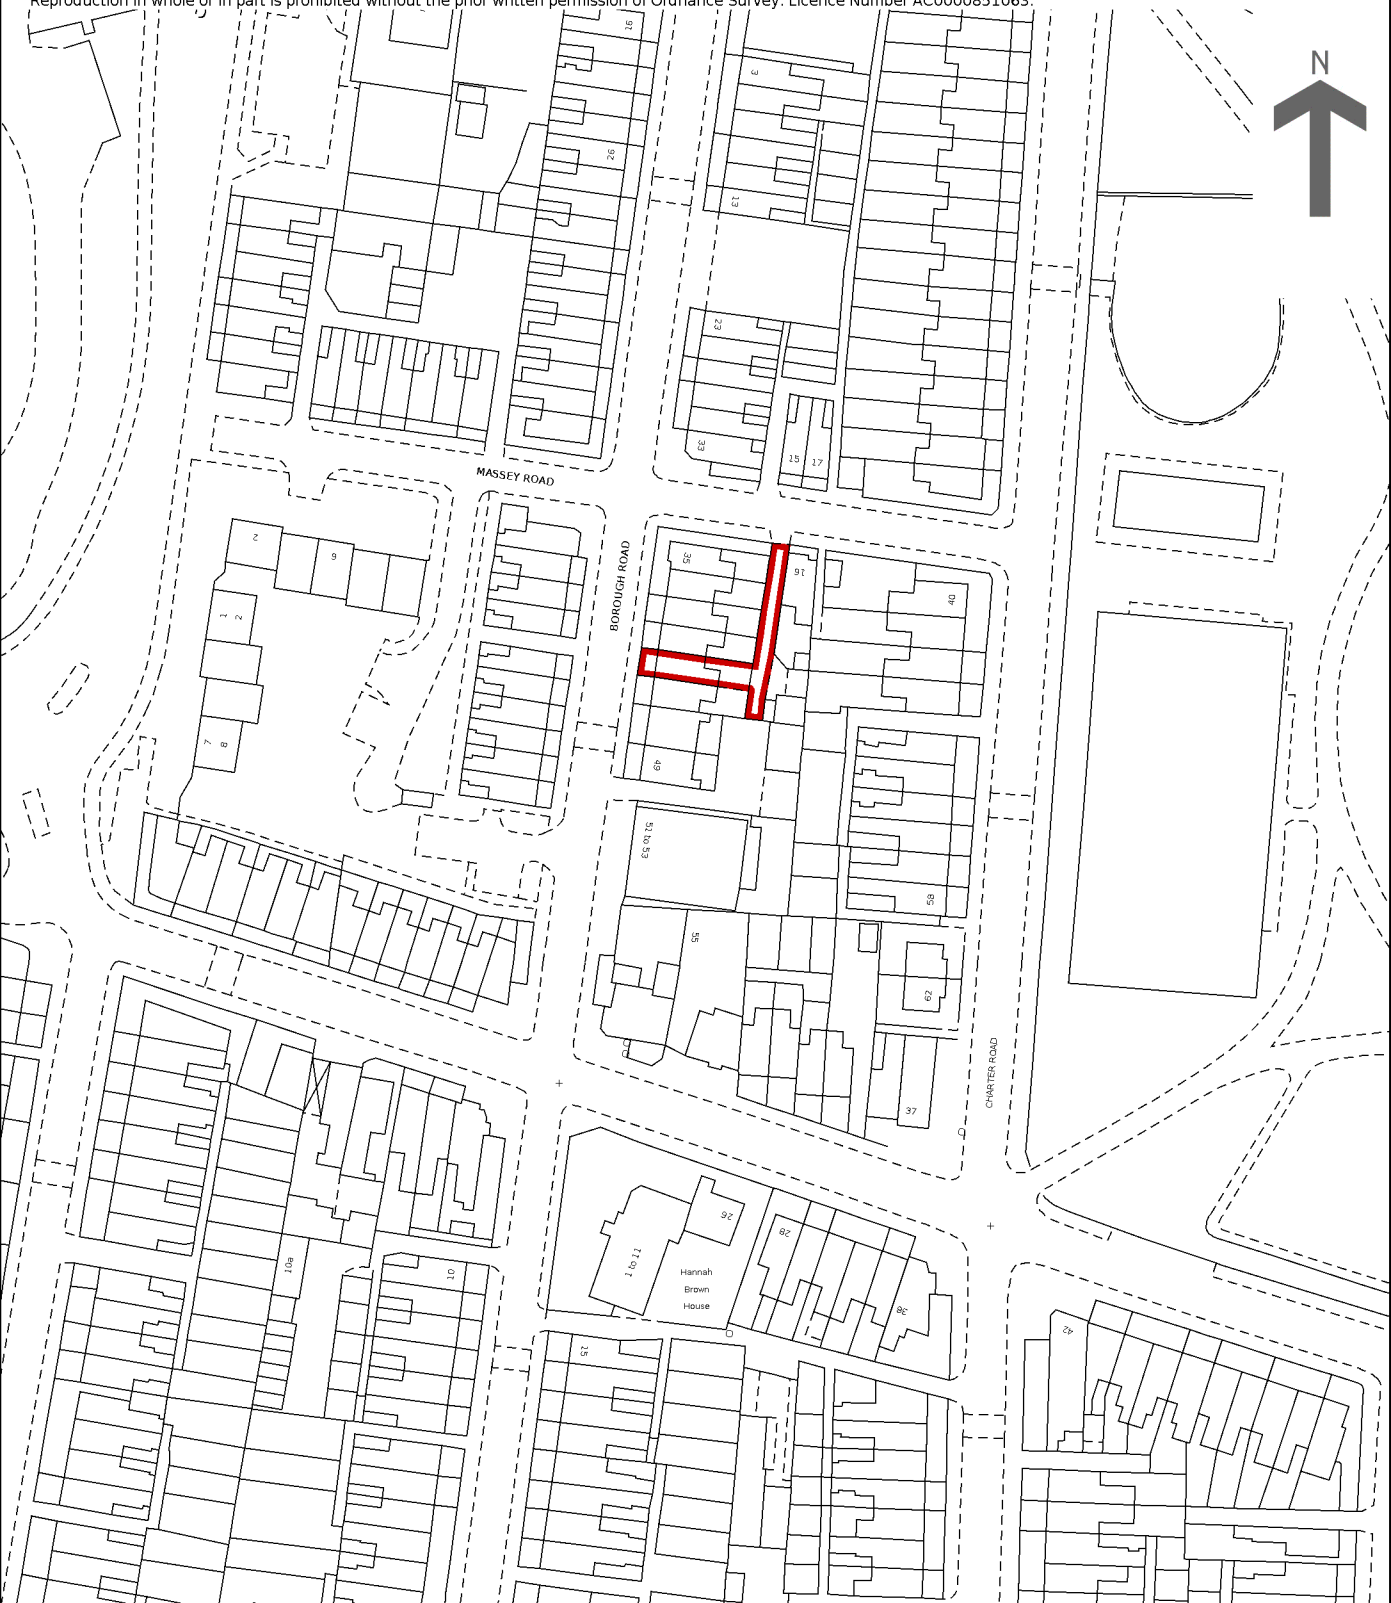 Reproduction in whole or in part is prohibited without the prior written permission of Ordnance Survey. Licence Number AC0000851063.
N
16
3
26
13
23
33
15
17
MASSEY ROAD
BOROUGH ROAD
2
6
35
16
40
1
2
7
8
49
51 to 53
58
55
62
CHARTER ROAD
37
26
28
1 to 11
Hannah
Brown
House
10a
10
38
42
15